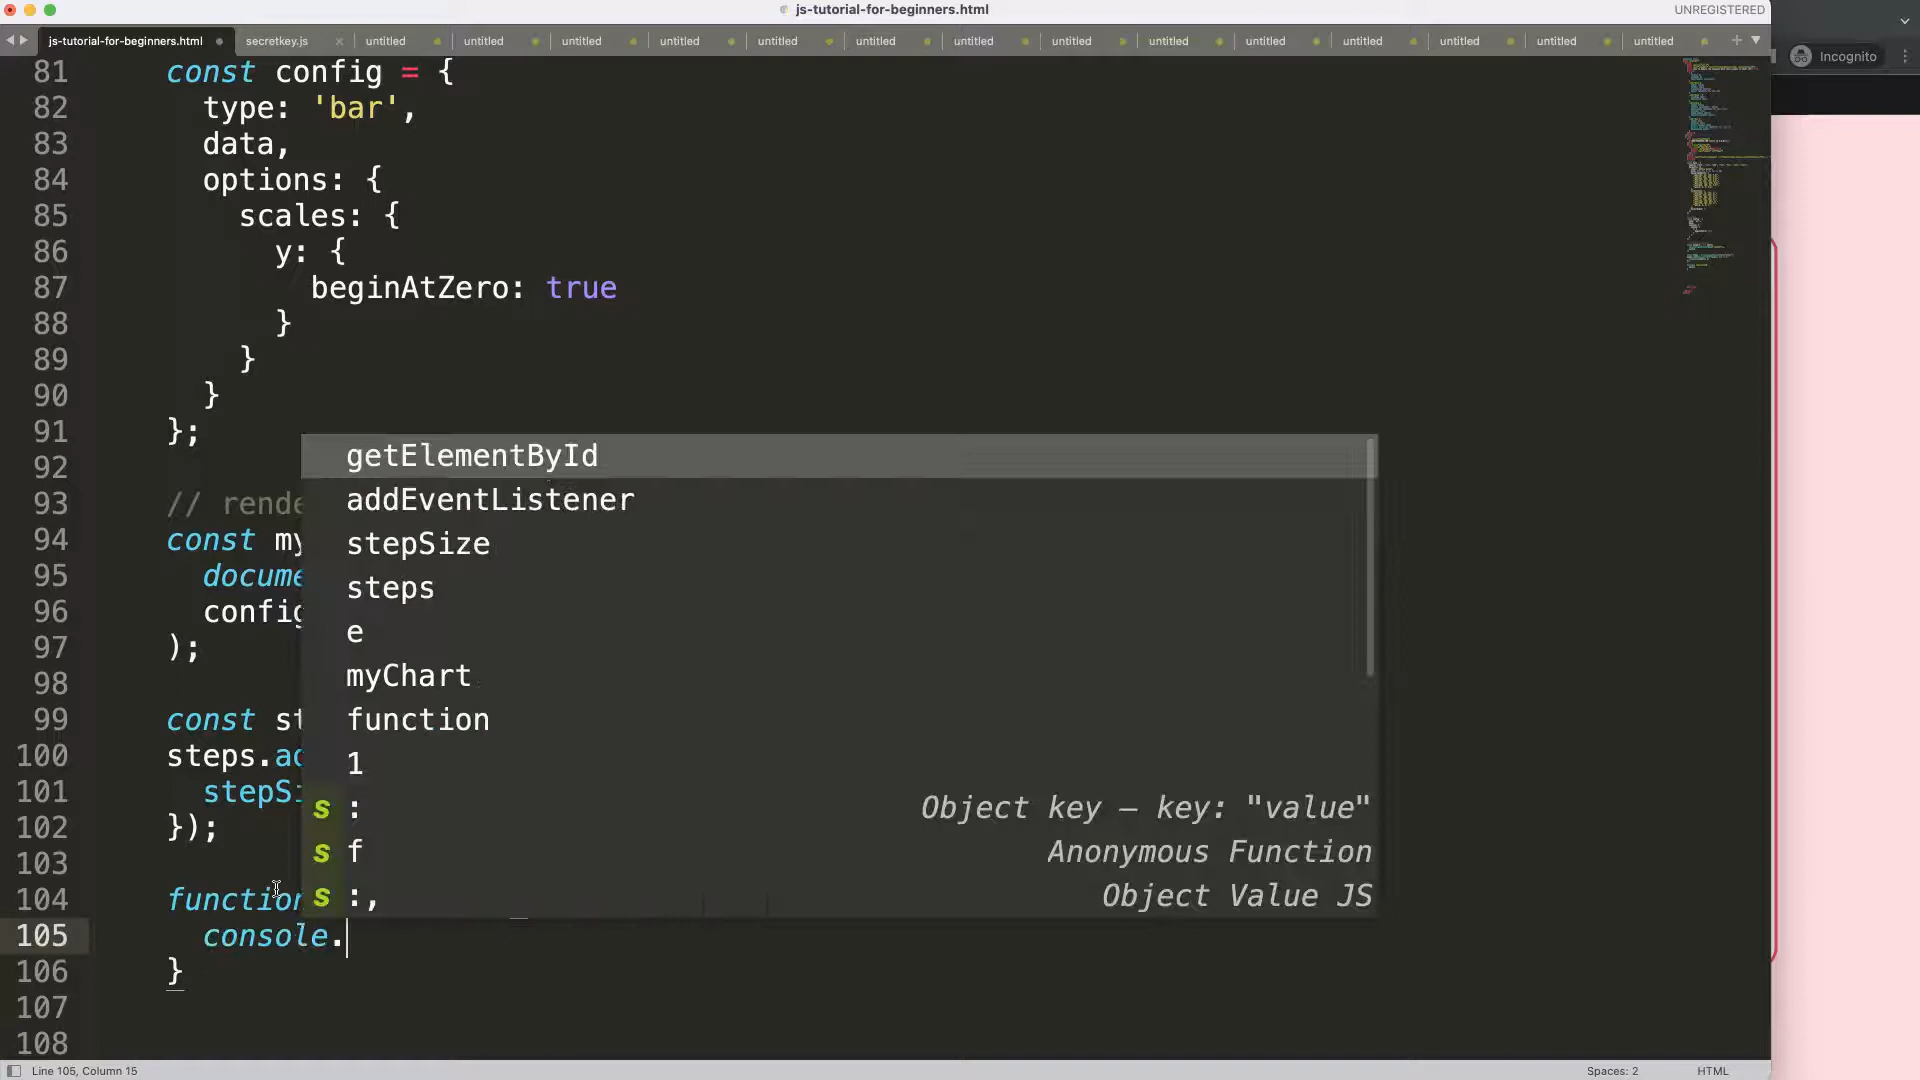 js-tutorial-for-beginners.html
UNREGISTERED
js-tutorial-for-beginners.html secretkey.js untitled untitled untitled untitled untitled untitled untitled untitled untitled untitled untitled untitled untitled untitled
Incognito
81 const config = {
82 type: 'bar',
83 data,
84 options: {
85 scales: {
86 y: {
87 beginAtZero: true
88 }
89 }
90 }
91 };
92
93 // rende
94 const my
95 docume
96 config
97 );
98
99 const st
100 steps.ad
101 stepSi
102 });
103
104 function
105 console.
106 }
107
108
getElementById
addEventListener
stepSize
steps
e
myChart
function
1
s : Object key — key: "value"
s f Anonymous Function
s :, Object Value JS
Line 105, Column 15
Spaces: 2
HTML